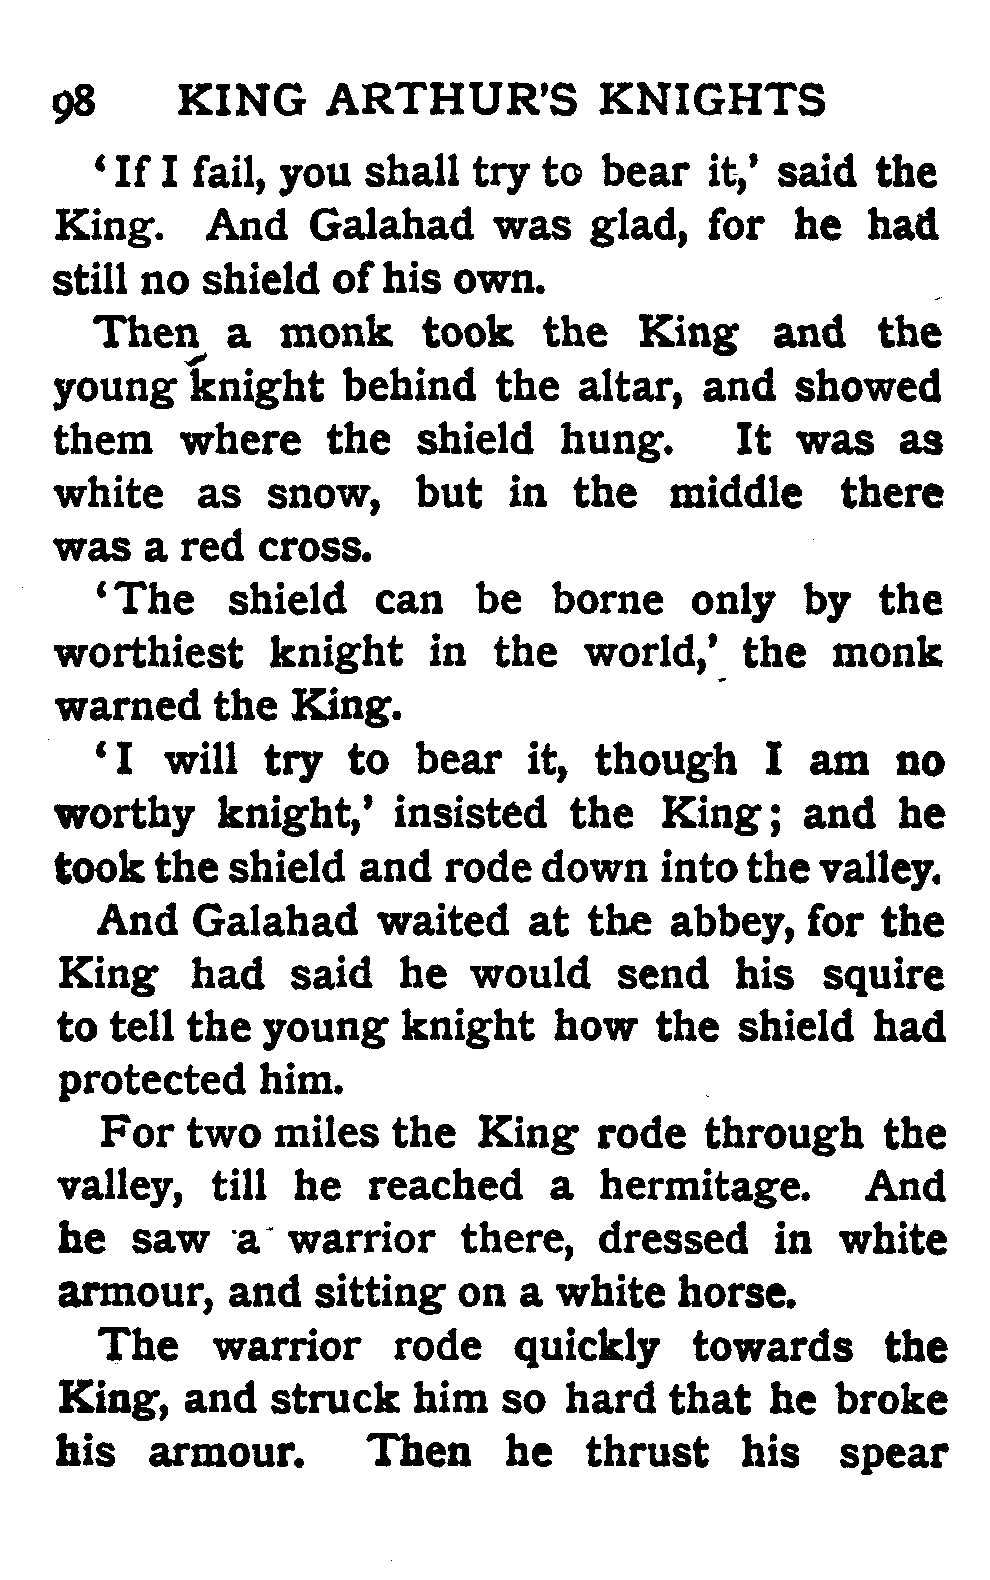 98 KING ARTHUR'S KNIGHTS
‘If I fail, you shall try to bear it,’ said the
King. And Galahad was glad, for he had
still no shield of his own.
Then a monk took the King and the
young knight behind the altar, and showed
them where the shield hung. It was as
white as snow, but in the middle there
was a red cross.
‘The shield can be borne only by the
worthiest knight in the world,’ the monk
warned the King.
‘I will try to bear it, though I am no
worthy knight,’ insisted the King; and he
took the shield and rode down into the valley.
And Galahad waited at the abbey, for the
King had said he would send his squire
to tell the young knight how the shield had
protected him.
For two miles the King rode through the
valley, till he reached a hermitage. And
he saw a warrior there, dressed in white
armour, and sitting on a white horse.
The warrior rode quickly towards the
King, and struck him so hard that he broke
his armour. Then he thrust his spear